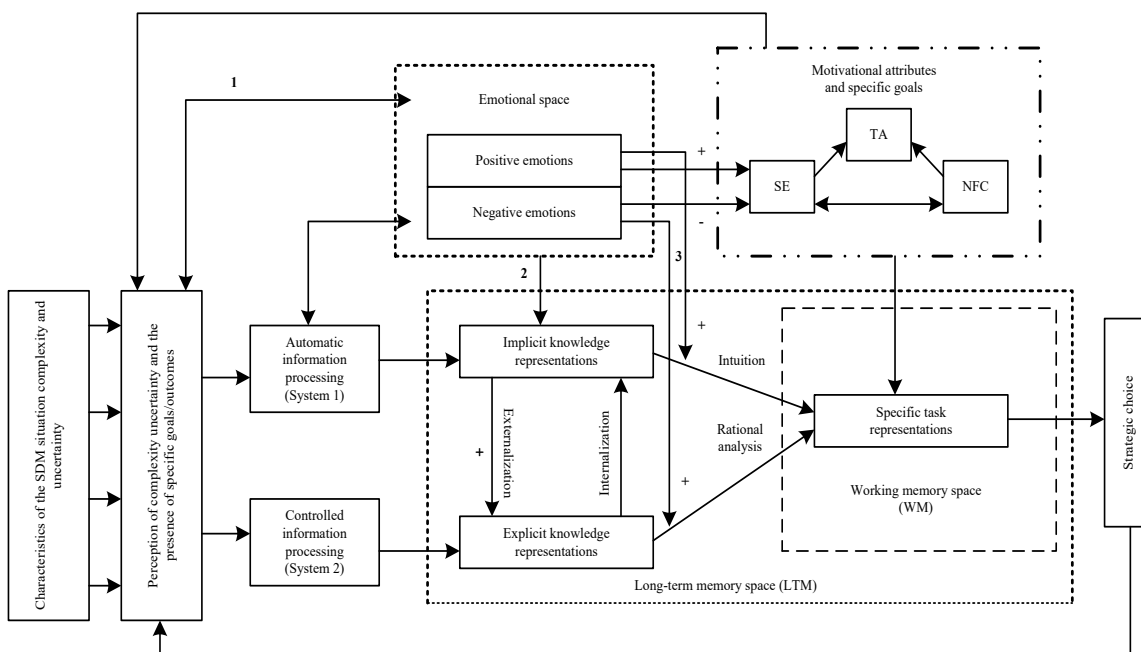 1
Emotional space
Positive emotions
Negative emotions
Motivational attributes
and specific goals
TA
SE
NFC
+
-
2
3
Characteristics of the SDM situation complexity and
uncertainty
Perception of complexity uncertainty and the
presence of specific goals/outcomes
Automatic
information
processing
(System 1)
Controlled
information
processing
(System 2)
Implicit knowledge
representations
+
Externalization
Internalization
Explicit knowledge
representations
+
Intuition
Rational
analysis
+
Specific task
representations
Working memory space
(WM)
Long-term memory space (LTM)
Strategic choice